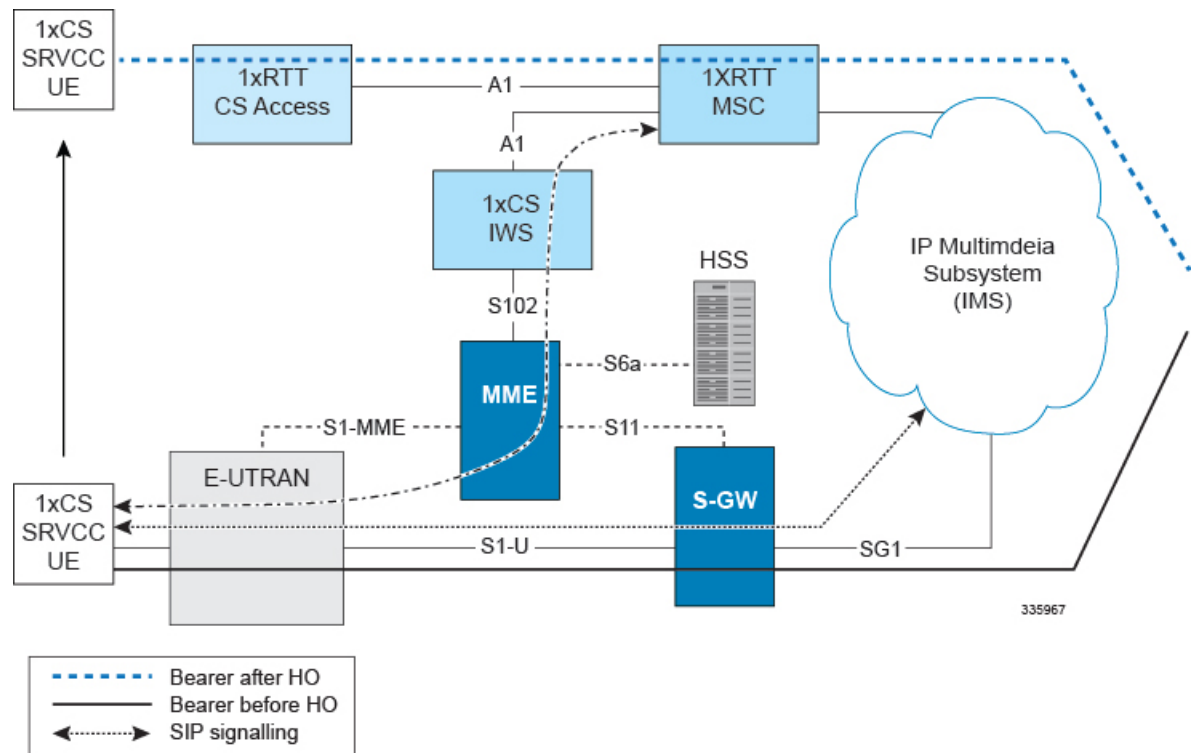 1xCS
SRVCC
UE
1xRTT
CS Access
A1
1XRTT
MSC
A1
1xCS
IWS
IP Multimdeia
Subsystem
(IMS)
HSS
S102
S6a
MME
S1-MME
S11
E-UTRAN
S-GW
1xCS
SRVCC
UE
S1-U
SG1
335967
Bearer after HO
Bearer before HO
SIP signalling